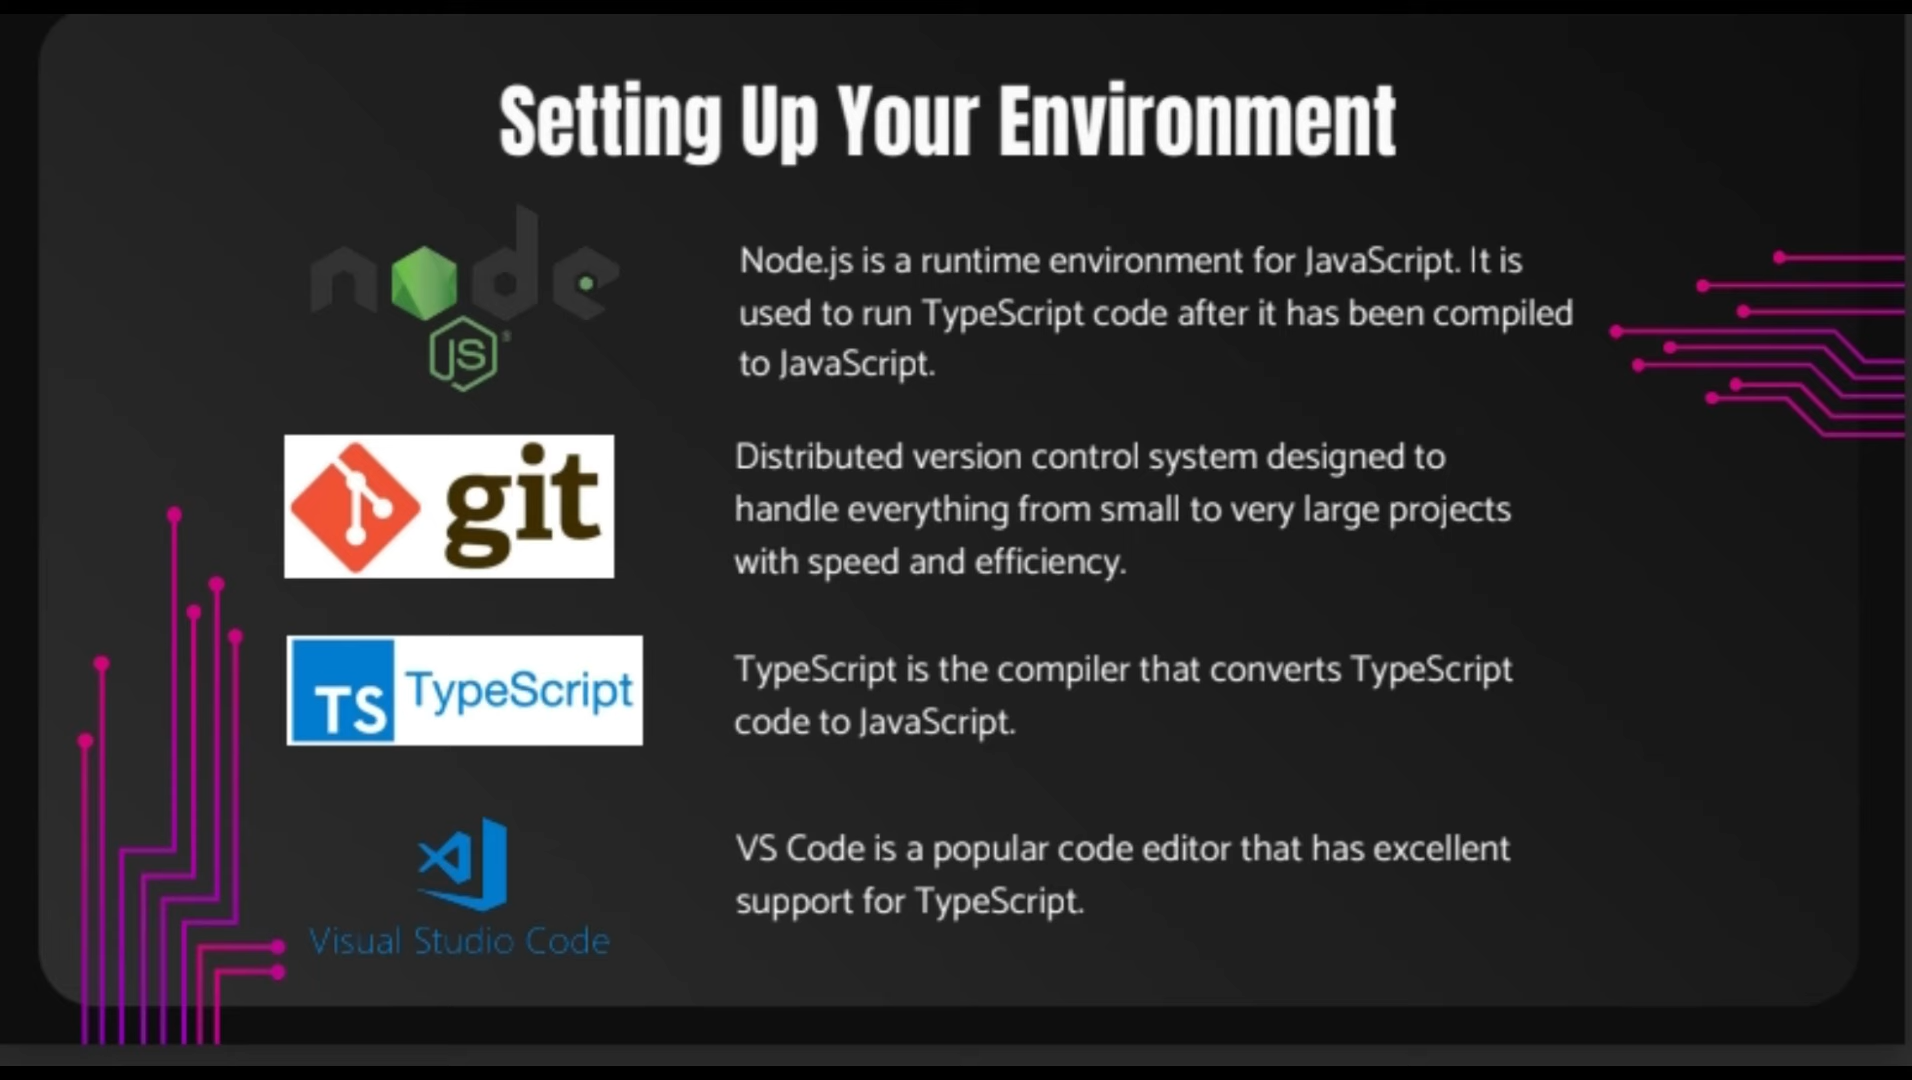 Setting Up Your Environment
node
JS
Node.js is a runtime environment for JavaScript. It is
used to run TypeScript code after it has been compiled
to JavaScript.
git
Distributed version control system designed to
handle everything from small to very large projects
with speed and efficiency.
TS TypeScript
TypeScript is the compiler that converts TypeScript
code to JavaScript.
Visual Studio Code
VS Code is a popular code editor that has excellent
support for TypeScript.